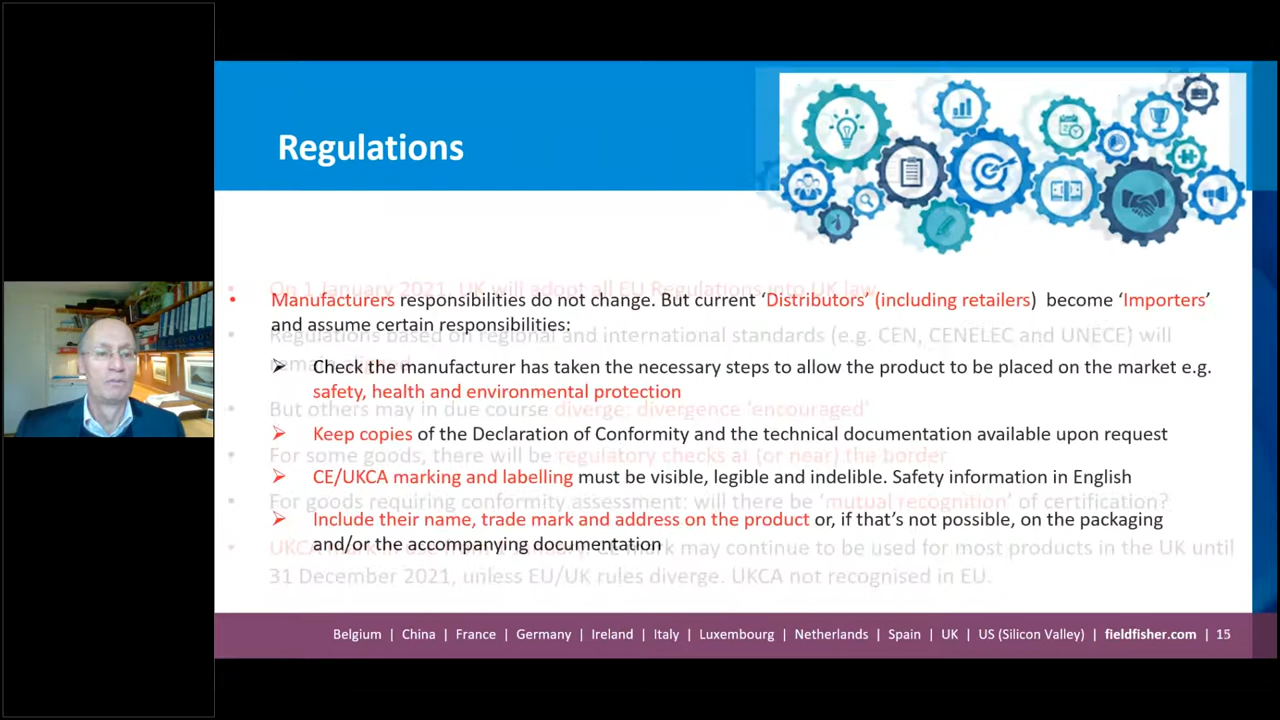 Regulations
On 1 January 2021, UK will adopt all EU Regulations into UK law
• Manufacturers responsibilities do not change. But current ‘Distributors’ (including retailers) become ‘Importers’
and assume certain responsibilities:
• Regulations based on regional and international standards (e.g. CEN, CENELEC and UNECE) will
remain aligned
➢ Check the manufacturer has taken the necessary steps to allow the product to be placed on the market e.g.
safety, health and environmental protection
• But others may in due course diverge: divergence ‘encouraged’
➢ Keep copies of the Declaration of Conformity and the technical documentation available upon request
• For some goods, there will be regulatory checks at (or near) the border
➢ CE/UKCA marking and labelling must be visible, legible and indelible. Safety information in English
• For goods requiring conformity assessment: will there be ‘mutual recognition’ of certification?
➢ Include their name, trade mark and address on the product or, if that’s not possible, on the packaging
and/or the accompanying documentation
• UKCA mark may continue to be used for most products in the UK until
31 December 2021, unless EU/UK rules diverge. UKCA not recognised in EU.
Belgium | China | France | Germany | Ireland | Italy | Luxembourg | Netherlands | Spain | UK | US (Silicon Valley) | fieldfisher.com | 15